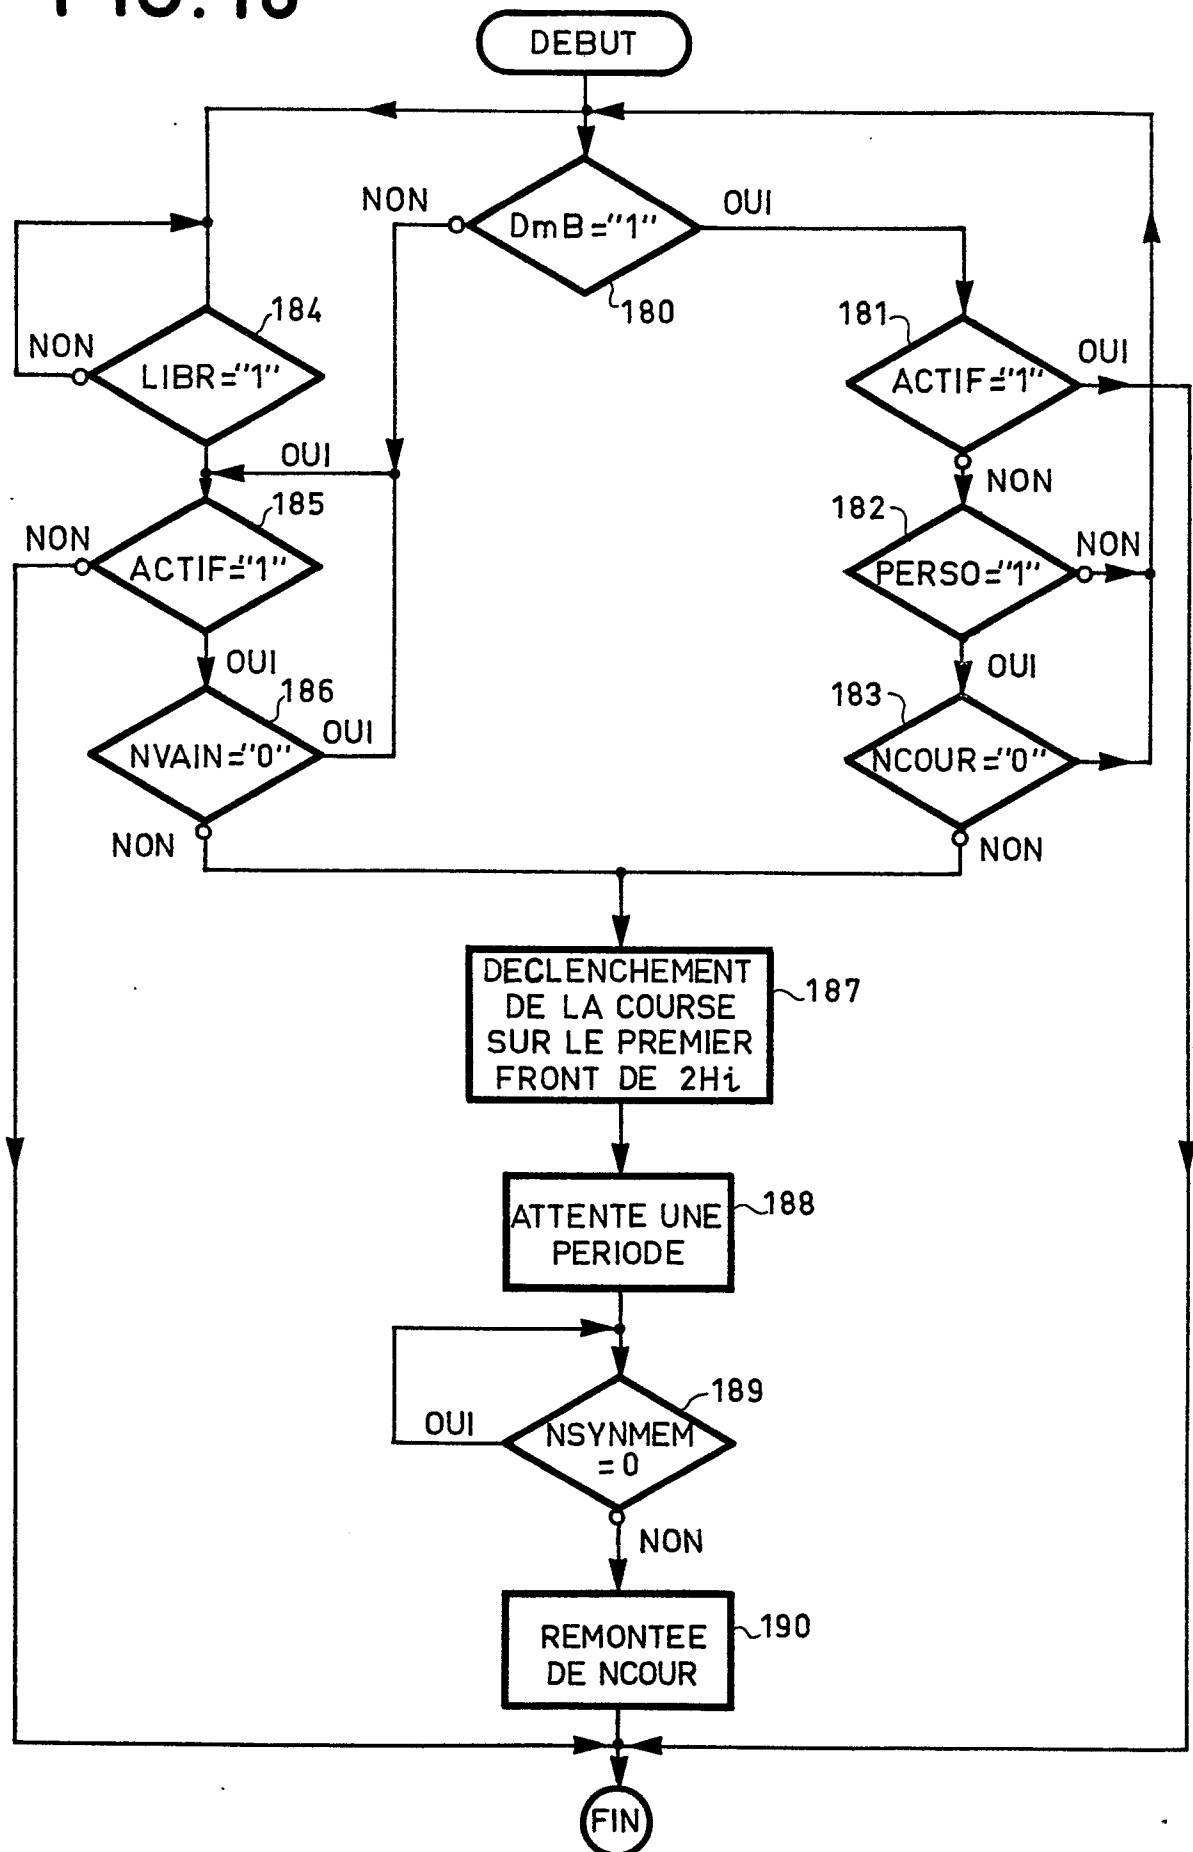 DEBUT
NON
OUI
DmB="1"
180
184
181
NON
OUI
LIBR="1"
ACTIF="1"
OUI
NON
185
182
NON
NON
ACTIF="1"
PERSO="1"
OUI
OUI
186
183
OUI
NVAIN="0"
NCOUR="0"
NON
NON
DECLENCHEMENT
DE LA COURSE
SUR LE PREMIER
FRONT DE 2Hi
187
ATTENTE UNE
PERIODE
188
189
OUI
NSYNMEM
=0
NON
REMONTEE
DE NCOUR
190
FIN